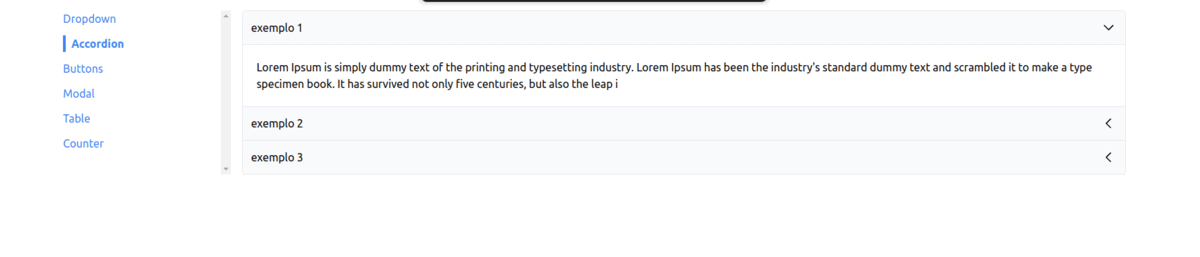 Dropdown
Accordion
Buttons
Modal
Table
Counter
exemplo 1
Lorem Ipsum is simply dummy text of the printing and typesetting industry. Lorem Ipsum has been the industry's standard dummy text and scrambled it to make a type
specimen book. It has survived not only five centuries, but also the leap i
exemplo 2
exemplo 3